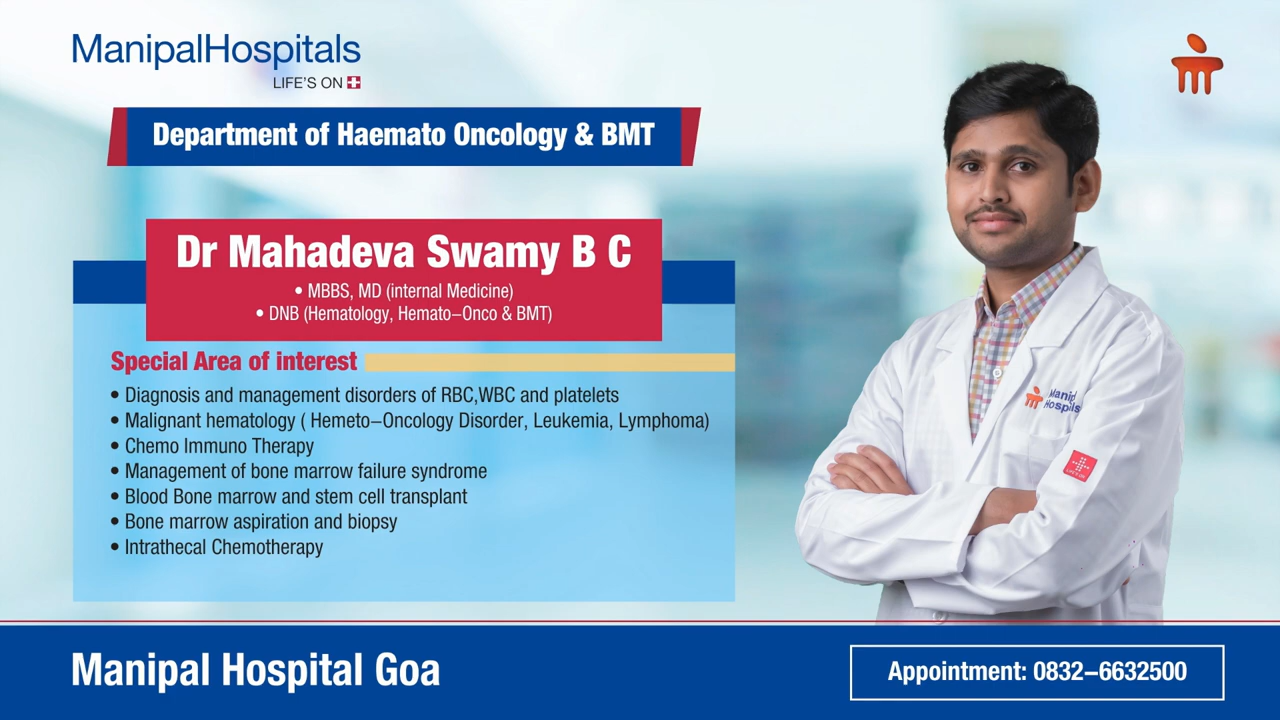 ManipalHospitals
LIFE'S ON
Department of Haemato Oncology & BMT
Dr Mahadeva Swamy B C
• MBBS, MD (internal Medicine)
• DNB (Hematology, Hemato–Onco & BMT)
Special Area of interest
• Diagnosis and management disorders of RBC,WBC and platelets
• Malignant hematology ( Hemeto–Oncology Disorder, Leukemia, Lymphoma)
• Chemo Immuno Therapy
• Management of bone marrow failure syndrome
• Blood Bone marrow and stem cell transplant
• Bone marrow aspiration and biopsy
• Intrathecal Chemotherapy
Manipal Hospital Goa
Appointment: 0832–6632500
LIFE'S ON